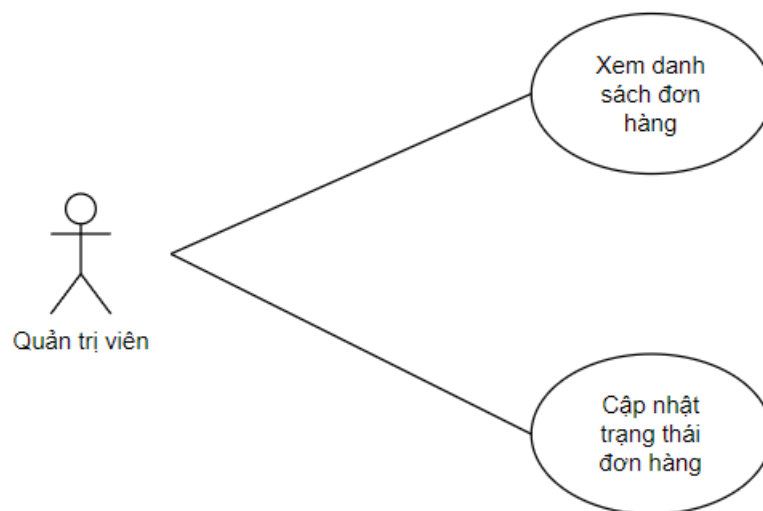 Xem danh
sách đơn
hàng
Quản trị viên
Cập nhật
trạng thái
đơn hàng